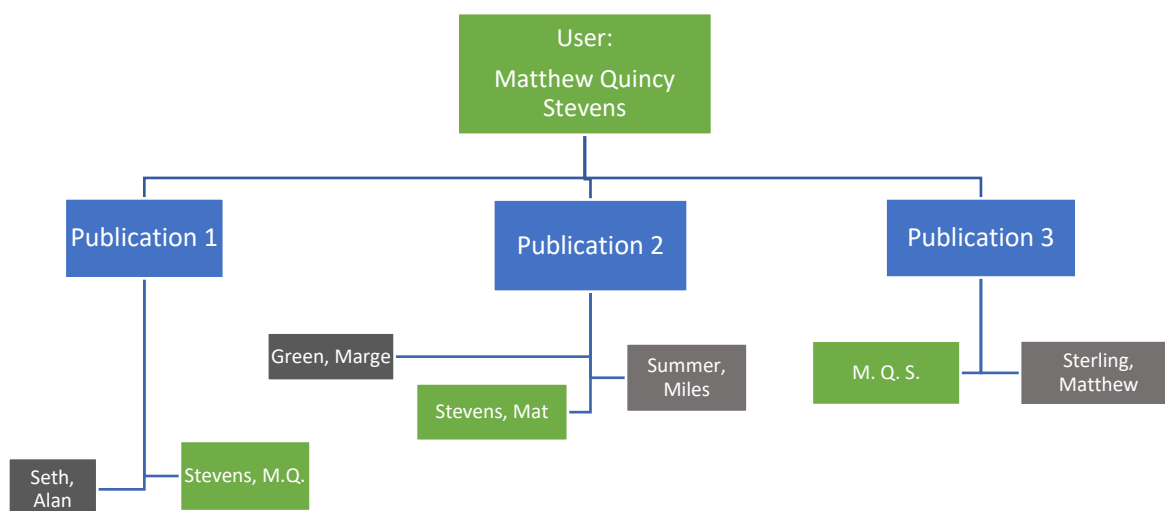 User:
Matthew Quincy
Stevens
Publication 1
Publication 2
Publication 3
Green, Marge
Summer,
Miles
Stevens, Mat
M. Q. S.
Sterling,
Matthew
Seth,
Alan
Stevens, M.Q.